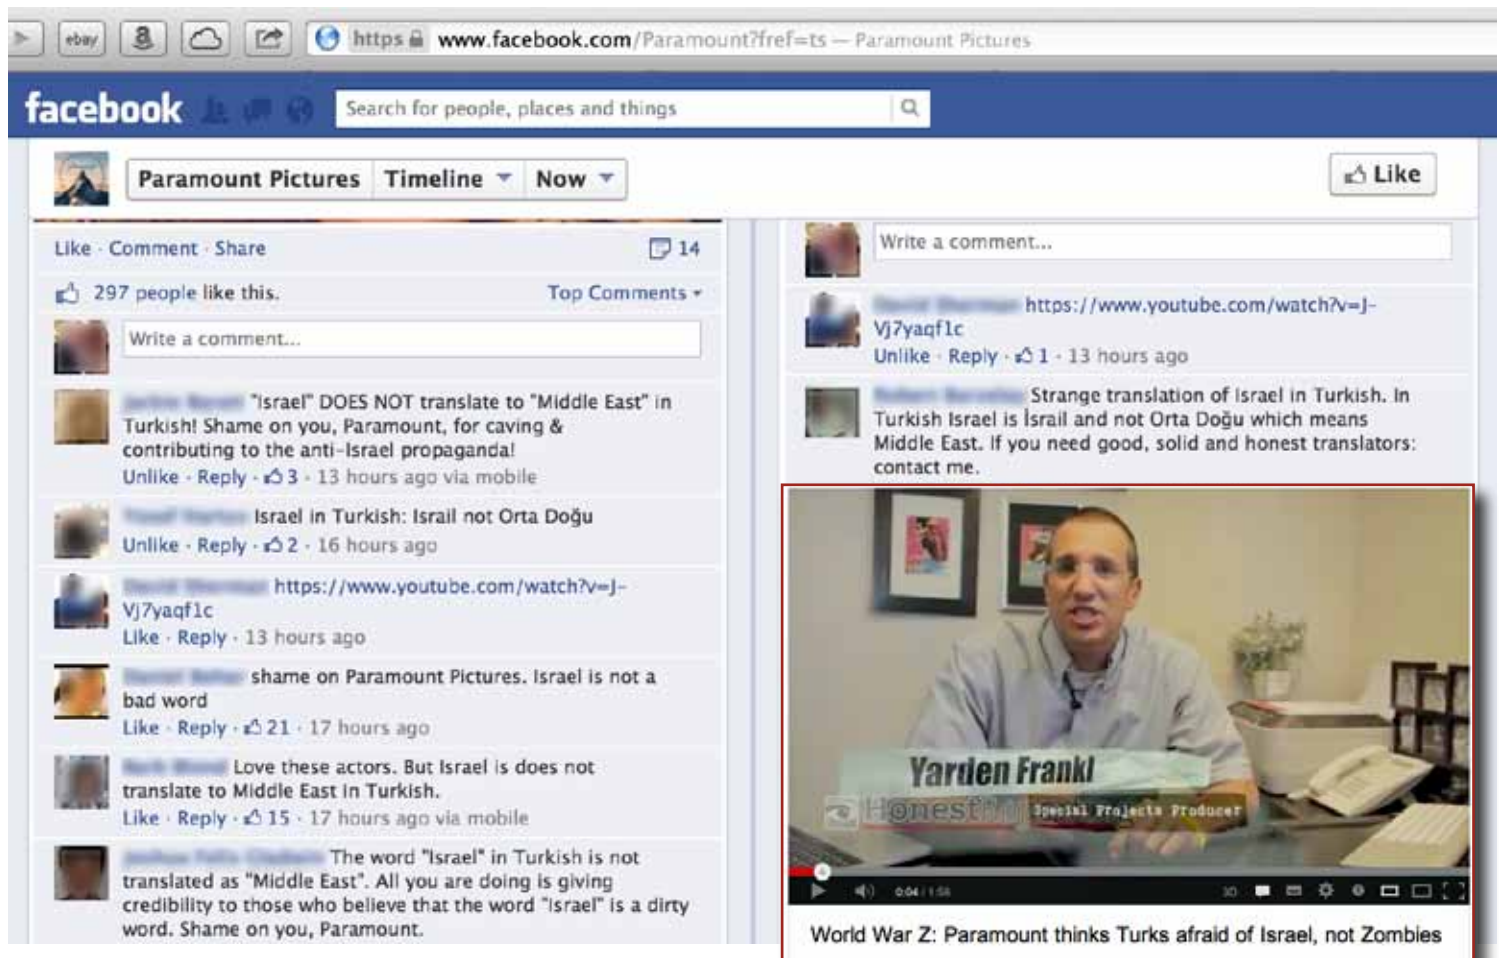 ebay
https www.facebook.com/Paramount?fref=ts — Paramount Pictures
facebook
Search for people, places and things
Paramount Pictures Timeline Now
Like
Like · Comment · Share 14
297 people like this. Top Comments
Write a comment...
"Israel" DOES NOT translate to "Middle East" in
Turkish! Shame on you, Paramount, for caving &
contributing to the anti-Israel propaganda!
Unlike · Reply · 3 · 13 hours ago via mobile
Israel in Turkish: Israil not Orta Doğu
Unlike · Reply · 2 · 16 hours ago
https://www.youtube.com/watch?v=J-
Vj7yaqf1c
Like · Reply · 13 hours ago
shame on Paramount Pictures. Israel is not a
bad word
Like · Reply · 21 · 17 hours ago
Love these actors. But Israel is does not
translate to Middle East in Turkish.
Like · Reply · 15 · 17 hours ago via mobile
The word "Israel" in Turkish is not
translated as "Middle East". All you are doing is giving
credibility to those who believe that the word "Israel" is a dirty
word. Shame on you, Paramount.
Write a comment...
https://www.youtube.com/watch?v=J-
Vj7yaqf1c
Unlike · Reply · 1 · 13 hours ago
Strange translation of Israel in Turkish. In
Turkish Israel is İsrail and not Orta Doğu which means
Middle East. If you need good, solid and honest translators:
contact me.
Yarden Frankl
Special Projects Producer
0:04 / 1:58
3D
World War Z: Paramount thinks Turks afraid of Israel, not Zombies